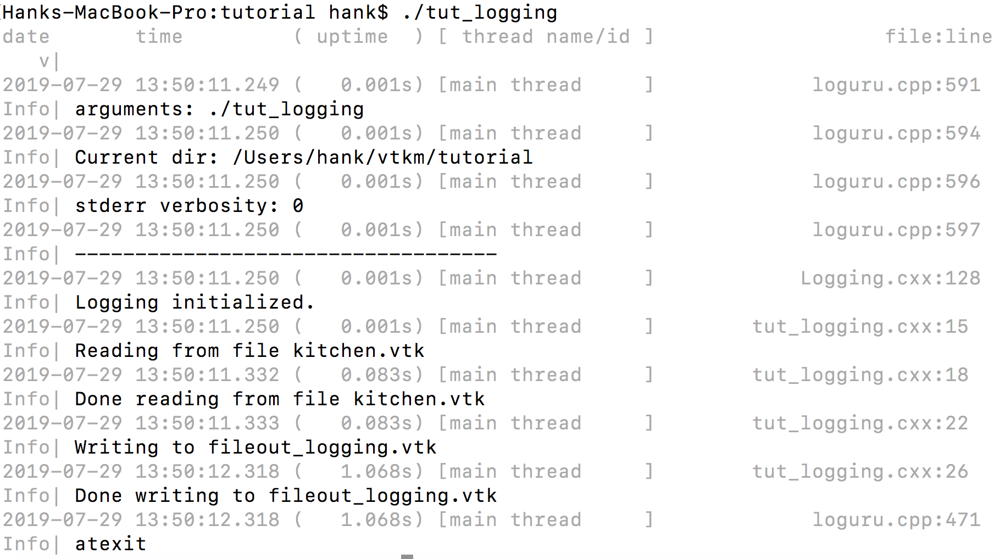 Hanks-MacBook-Pro:tutorial hank$ ./tut_logging
date       time         ( uptime  ) [ thread name/id ]                   file:line
   v|
2019-07-29 13:50:11.249 (   0.001s) [main thread     ]             loguru.cpp:591
Info| arguments: ./tut_logging
2019-07-29 13:50:11.250 (   0.001s) [main thread     ]             loguru.cpp:594
Info| Current dir: /Users/hank/vtkm/tutorial
2019-07-29 13:50:11.250 (   0.001s) [main thread     ]             loguru.cpp:596
Info| stderr verbosity: 0
2019-07-29 13:50:11.250 (   0.001s) [main thread     ]             loguru.cpp:597
Info| -----------------------------------
2019-07-29 13:50:11.250 (   0.001s) [main thread     ]            Logging.cxx:128
Info| Logging initialized.
2019-07-29 13:50:11.250 (   0.001s) [main thread     ]        tut_logging.cxx:15
Info| Reading from file kitchen.vtk
2019-07-29 13:50:11.332 (   0.083s) [main thread     ]        tut_logging.cxx:18
Info| Done reading from file kitchen.vtk
2019-07-29 13:50:11.333 (   0.083s) [main thread     ]        tut_logging.cxx:22
Info| Writing to fileout_logging.vtk
2019-07-29 13:50:12.318 (   1.068s) [main thread     ]        tut_logging.cxx:26
Info| Done writing to fileout_logging.vtk
2019-07-29 13:50:12.318 (   1.068s) [main thread     ]             loguru.cpp:471
Info| atexit